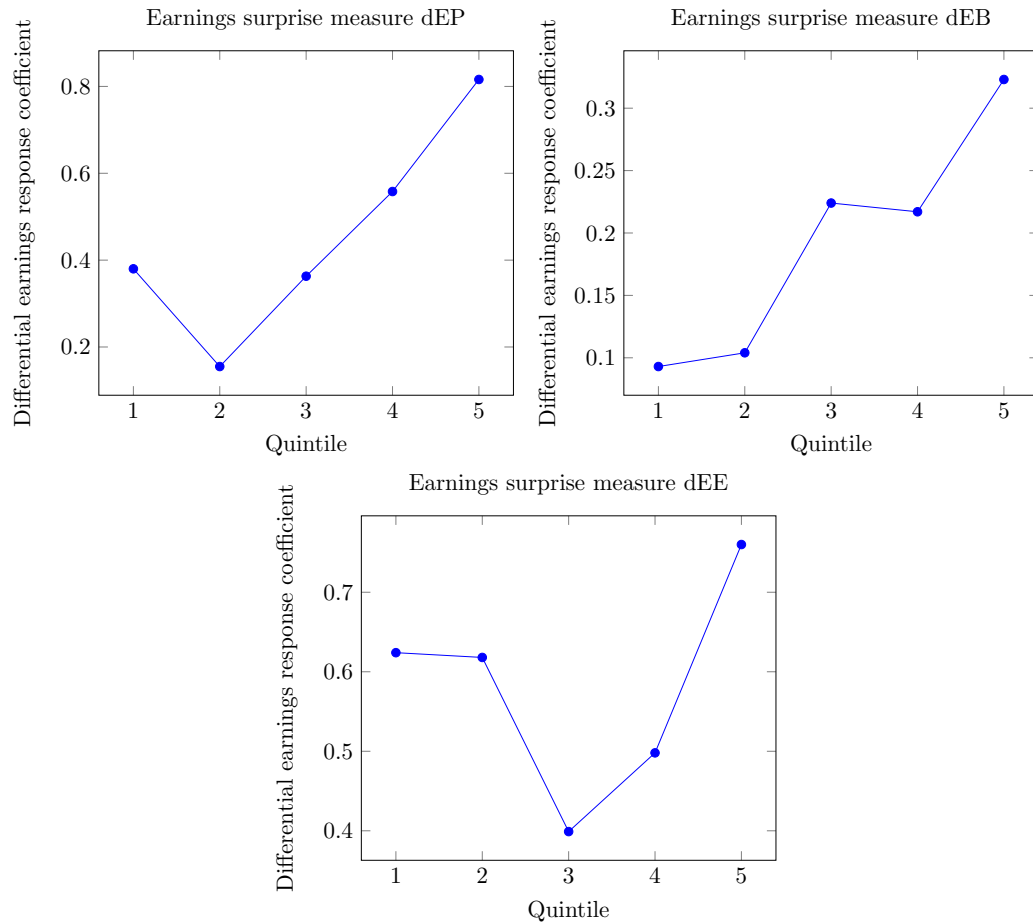 Earnings surprise measure dEP
Differential earnings response coefficient
0.8
0.6
0.4
0.2
1 2 3 4 5
Quintile
Earnings surprise measure dEB
Differential earnings response coefficient
0.3
0.25
0.2
0.15
0.1
1 2 3 4 5
Quintile
Earnings surprise measure dEE
Differential earnings response coefficient
0.7
0.6
0.5
0.4
1 2 3 4 5
Quintile